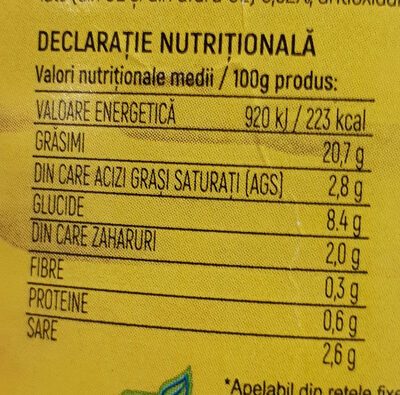 DECLARAȚIE NUTRIȚIONALĂ
Valori nutriționale medii / 100g produs:
VALOARE ENERGETICĂ 920 kJ / 223 kcal
GRĂSIMI 20,7 g
DIN CARE ACIZI GRAȘI SATURAȚI (AGS) 2,8 g
GLUCIDE 8.4 g
DIN CARE ZAHARURI 2,0 g
FIBRE 0,3 g
PROTEINE 0,6 g
SARE 2,6 g
*Apelabil din rețele fixe